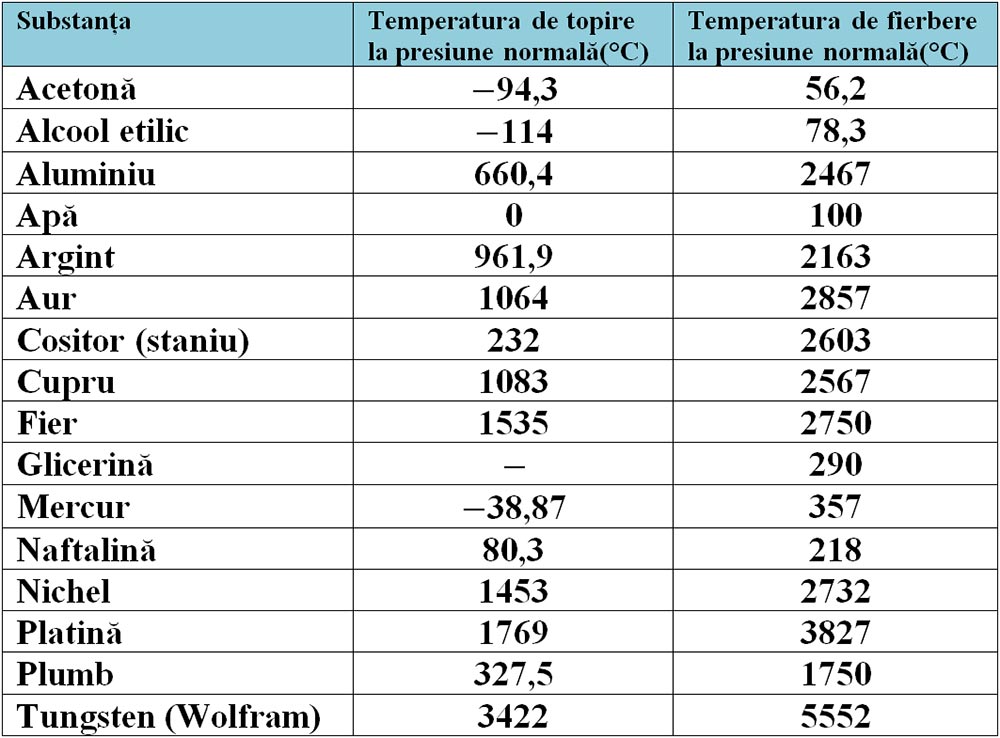 Substanța Temperatura de topire Temperatura de fierbere
la presiune normală(°C) la presiune normală(°C)
Acetonă −94,3 56,2
Alcool etilic −114 78,3
Aluminiu 660,4 2467
Apă 0 100
Argint 961,9 2163
Aur 1064 2857
Cositor (staniu) 232 2603
Cupru 1083 2567
Fier 1535 2750
Glicerină − 290
Mercur −38,87 357
Naftalină 80,3 218
Nichel 1453 2732
Platină 1769 3827
Plumb 327,5 1750
Tungsten (Wolfram) 3422 5552